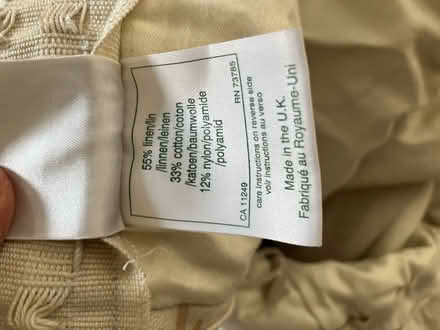 55% linen/lin
/linnen/leinen
33% cotton/coton
/katoen/baumwolle
12% nylon/polyamide
/polyamid
CA 11249
RN 73785
care instructions on reverse side
voir instructions au verso
Made in the U.K.
Fabriqué au Royaume-Uni